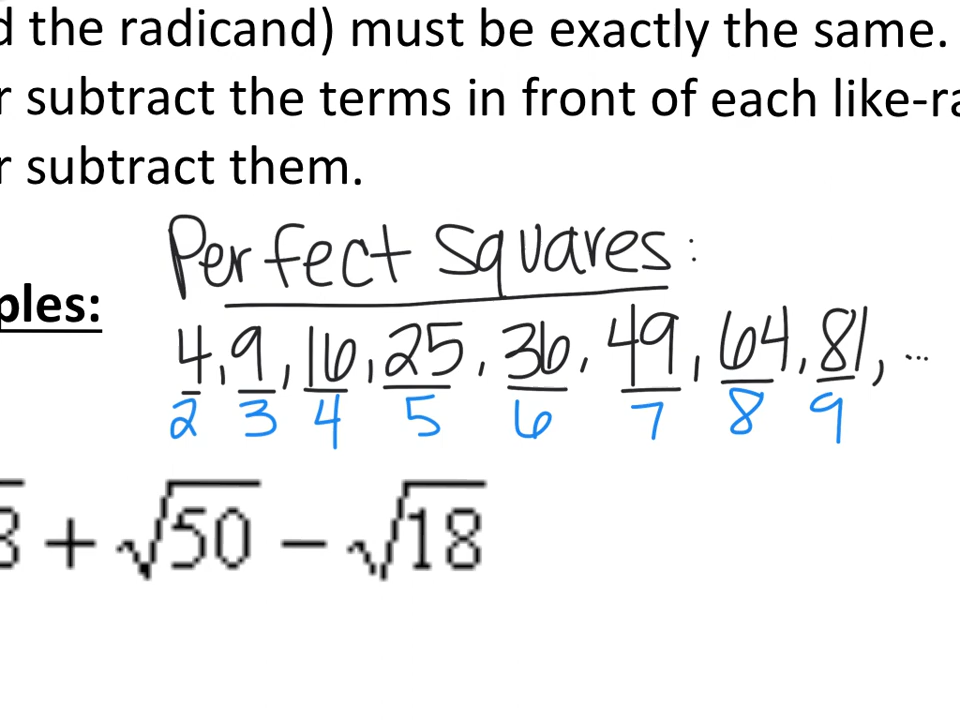 d the radicand) must be exactly the same.
r subtract the terms in front of each like-ra
r subtract them.
Perfect Squares:
ples:
4, 9, 16, 25, 36, 49, 64, 81, ...
2 3 4 5 6 7 8 9
8 + √50 − √18